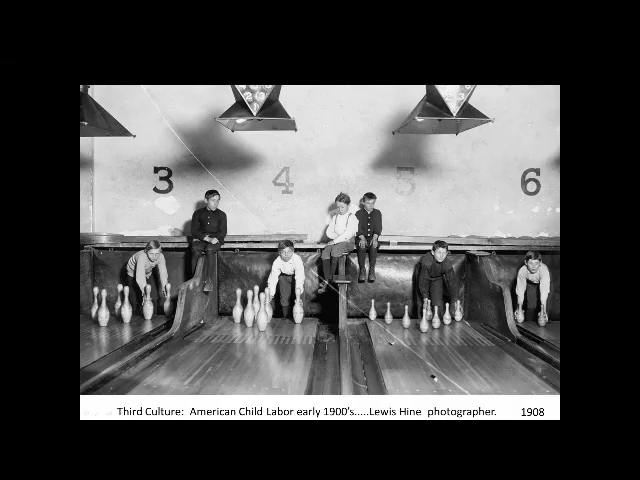 3 4 5 6
Third Culture: American Child Labor early 1900's.....Lewis Hine photographer. 1908